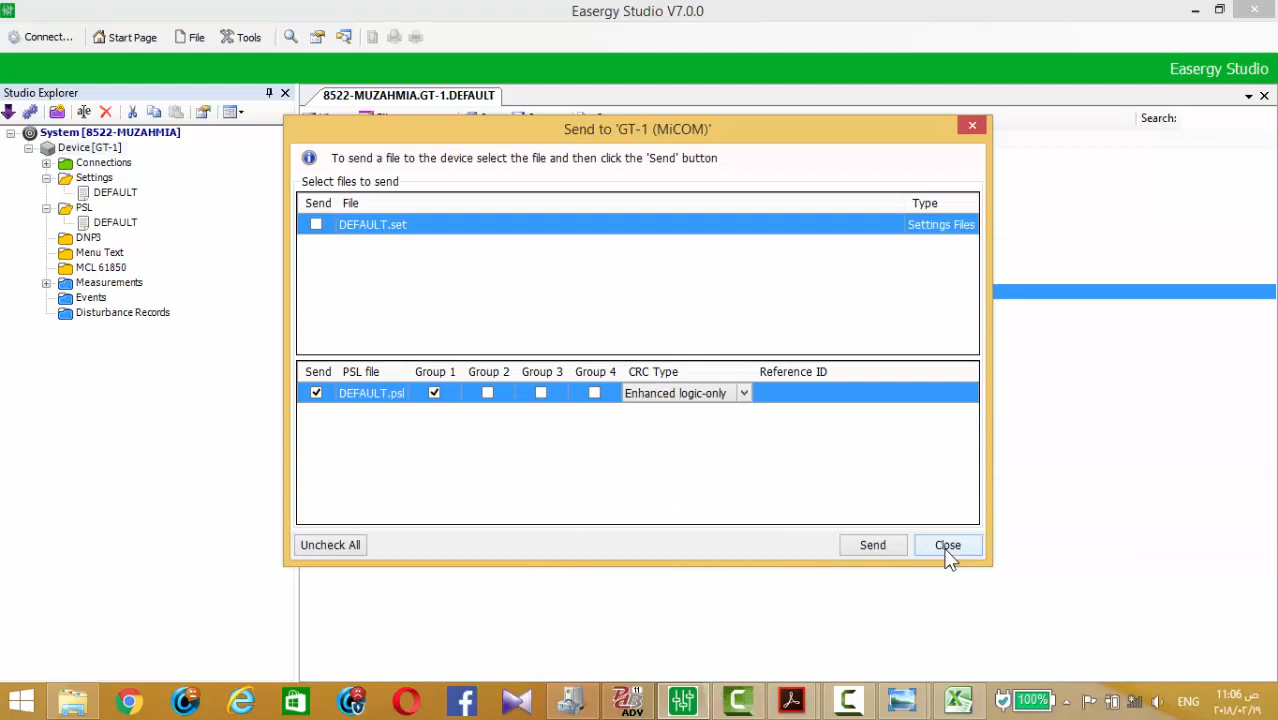 Easergy Studio V7.0.0
Connect... Start Page File Tools
Easergy Studio
Studio Explorer
8522-MUZAHMIA.GT-1.DEFAULT
Search:
System [8522-MUZAHMIA]
Device [GT-1]
Connections
Settings
DEFAULT
PSL
DEFAULT
DNP3
Menu Text
MCL 61850
Measurements
Events
Disturbance Records
Send to 'GT-1 (MiCOM)'
To send a file to the device select the file and then click the 'Send' button
Select files to send
Send File Type
DEFAULT.set Settings Files
Send PSL file Group 1 Group 2 Group 3 Group 4 CRC Type Reference ID
DEFAULT.psl Enhanced logic-only
Uncheck All Send Close
11
ADV
100%
ENG
11:06 ص
٢٠١٨/٠٢/١٩